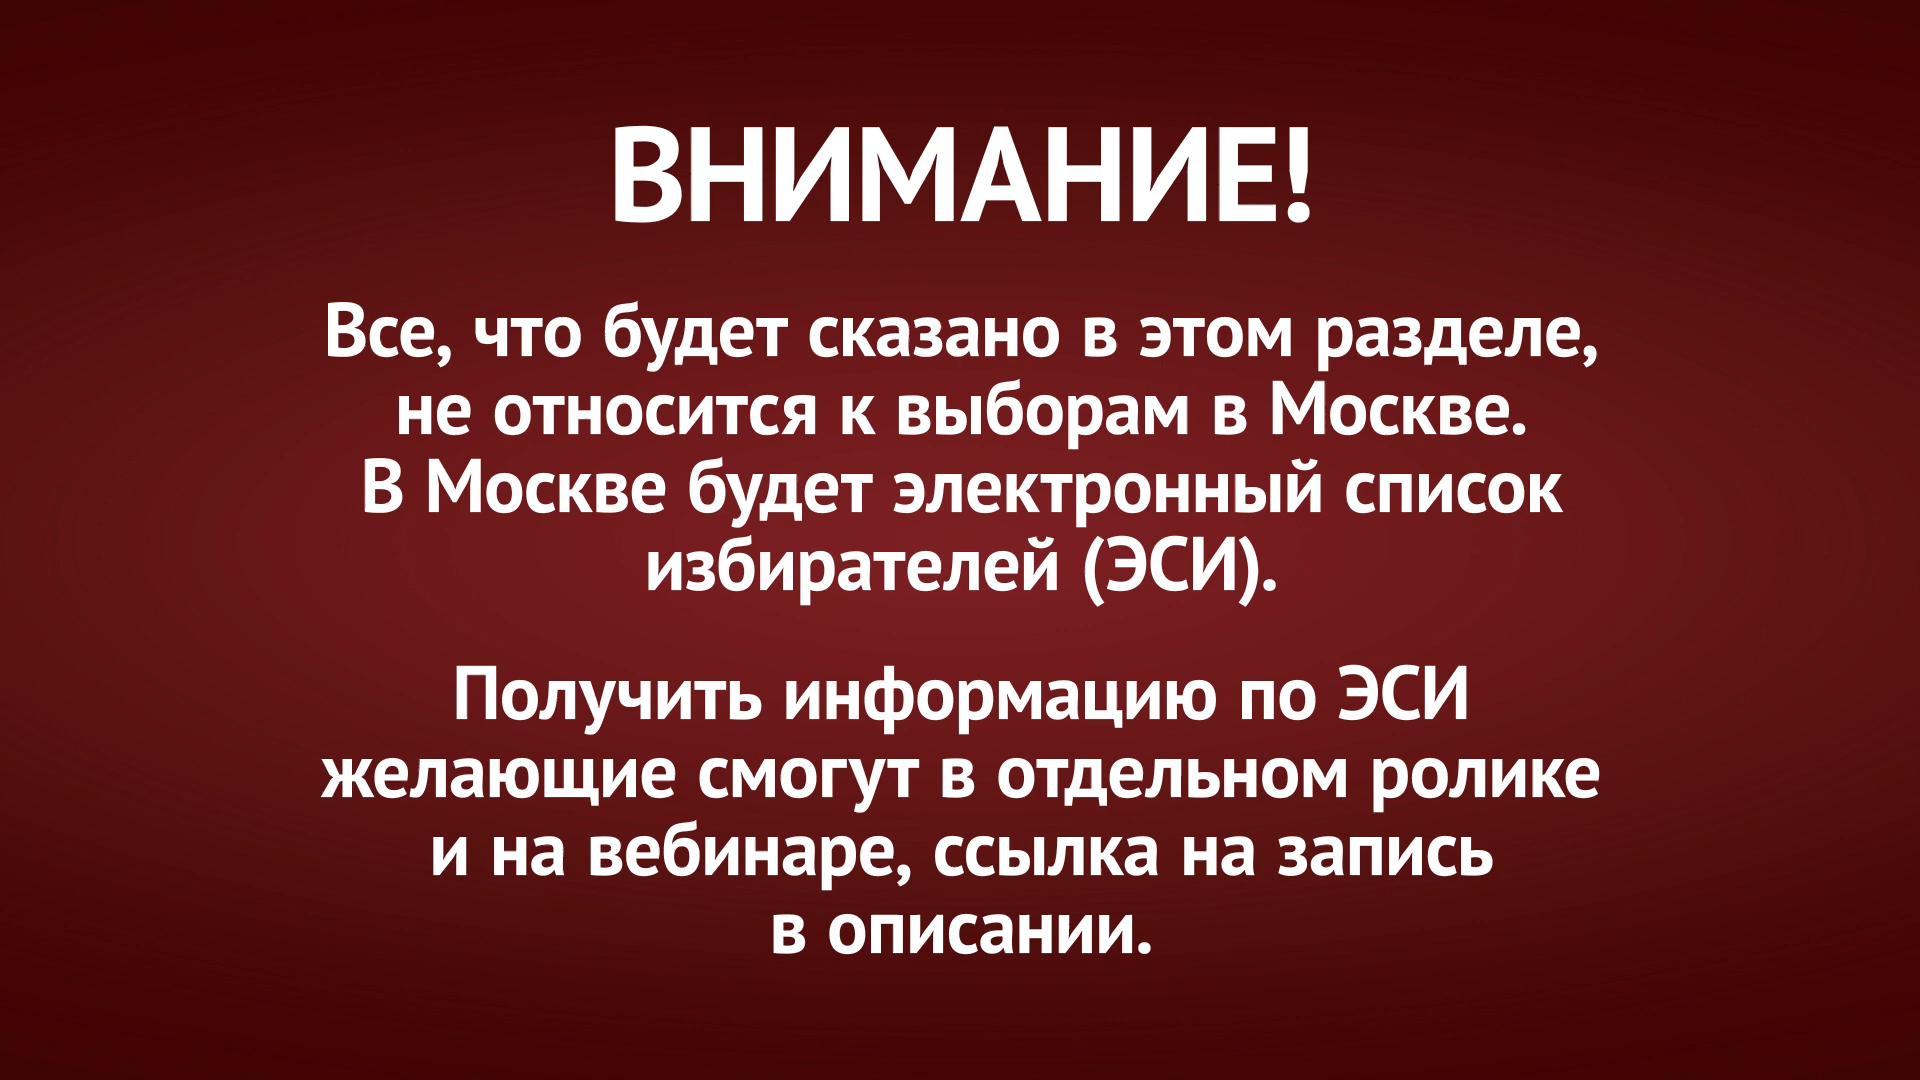 ВНИМАНИЕ!
Все, что будет сказано в этом разделе,
не относится к выборам в Москве.
В Москве будет электронный список
избирателей (ЭСИ).
Получить информацию по ЭСИ
желающие смогут в отдельном ролике
и на вебинаре, ссылка на запись
в описании.